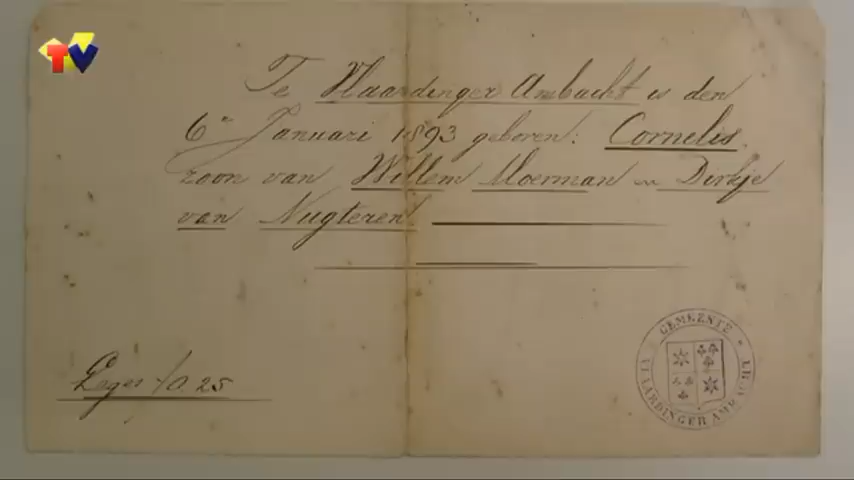 TV
Te Vlaardinger Ambacht is den
6en Januari 1893 geboren: Cornelis,
zoon van Willem Moerman en Dirkje
van Nugteren.
Leges f 0.25
GEMEENTE VLAARDINGER AMBACHT